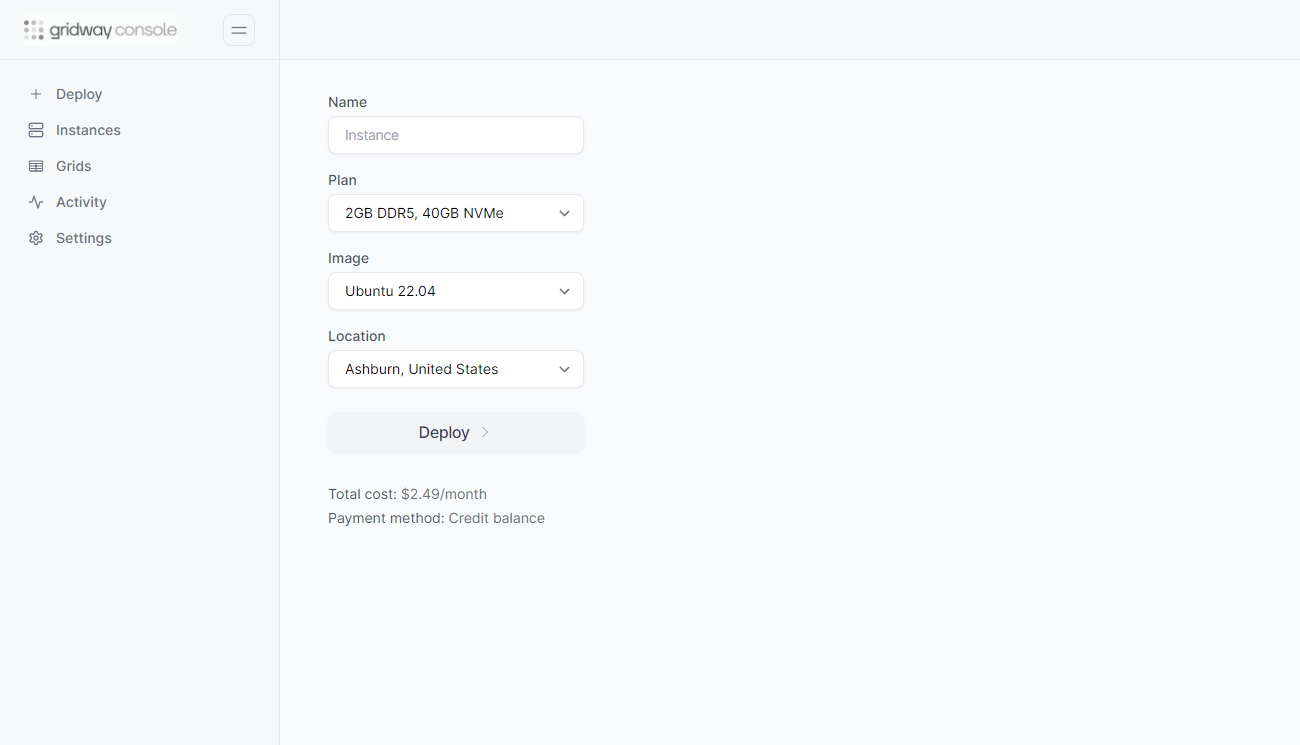 gridway console
Deploy
Instances
Grids
Activity
Settings
Name
Instance
Plan
2GB DDR5, 40GB NVMe
Image
Ubuntu 22.04
Location
Ashburn, United States
Deploy
Total cost: $2.49/month
Payment method: Credit balance